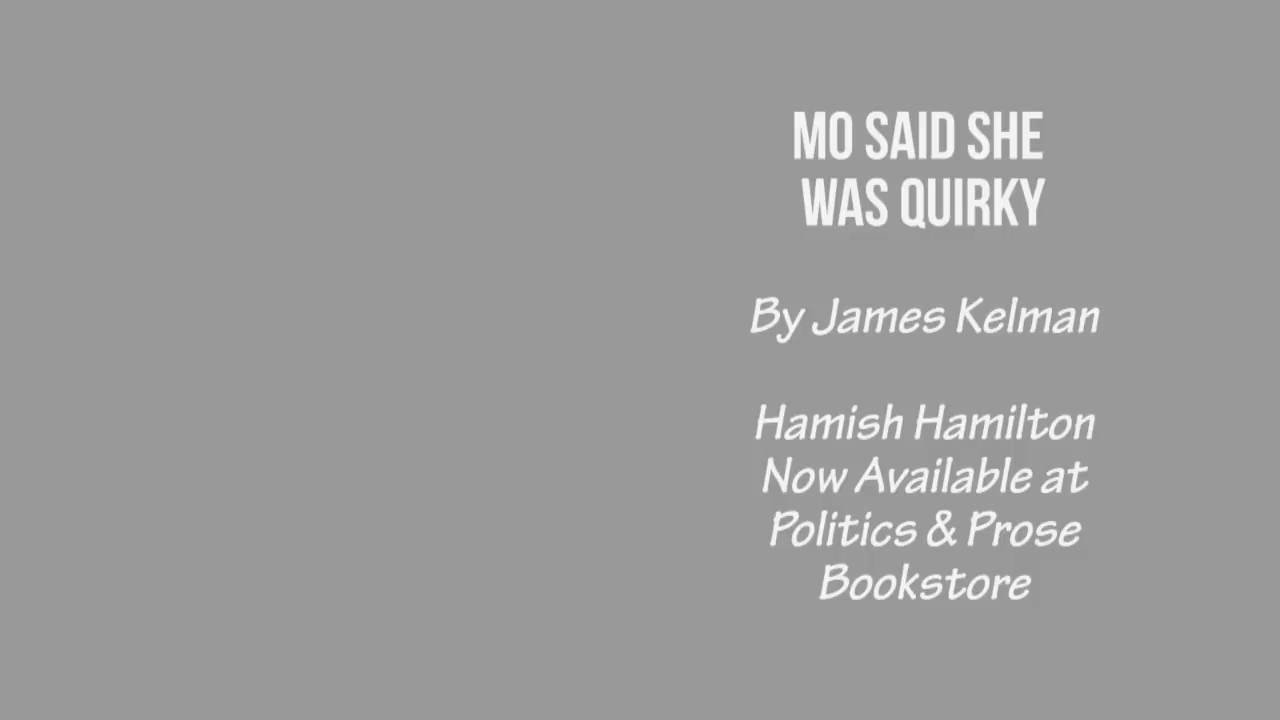 MO SAID SHE
WAS QUIRKY
By James Kelman
Hamish Hamilton
Now Available at
Politics & Prose
Bookstore